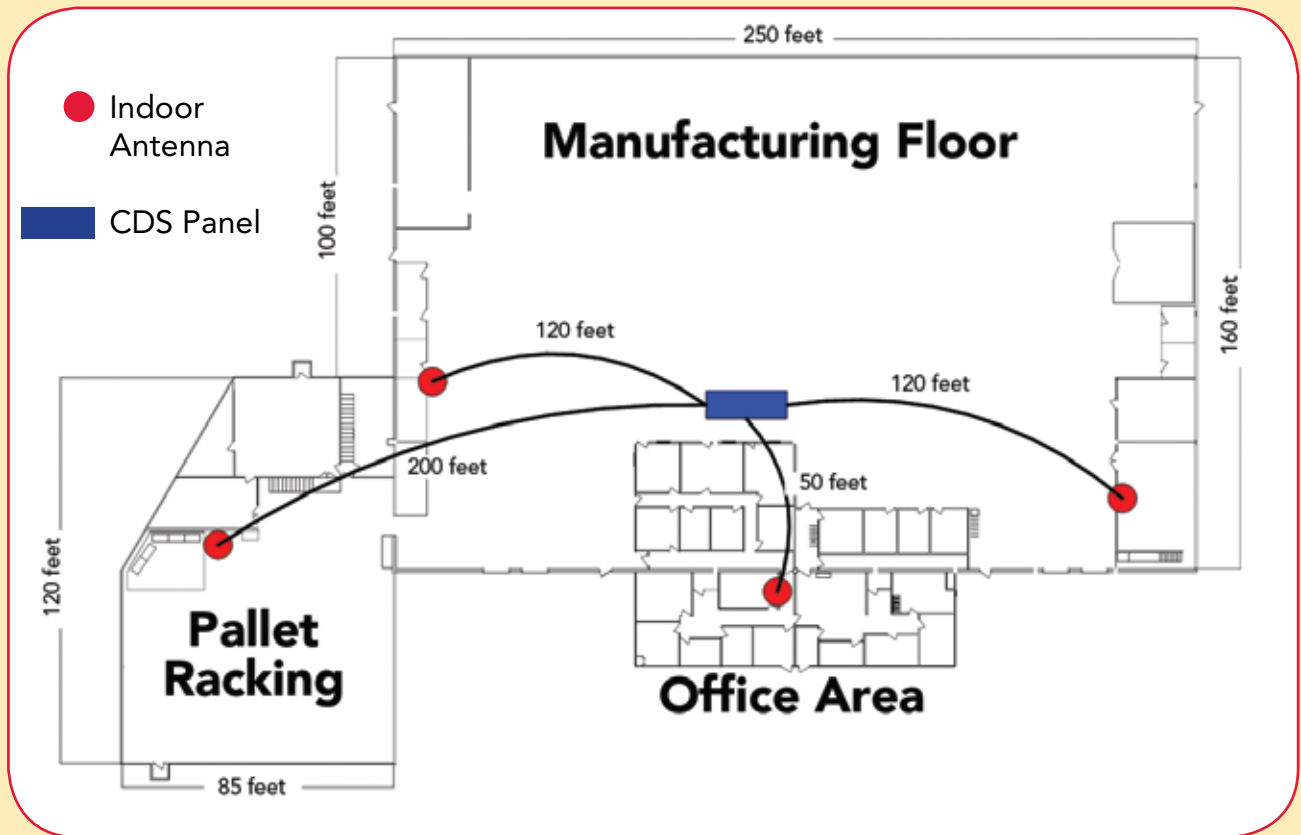 250 feet
Indoor
Antenna
CDS Panel
Manufacturing Floor
100 feet
160 feet
120 feet
120 feet
200 feet
50 feet
120 feet
Pallet
Racking
Office Area
85 feet